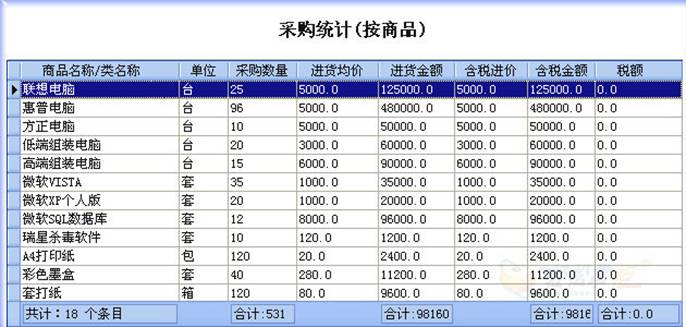 采购统计(按商品)
商品名称/类名称 单位 采购数量 进货均价 进货金额 含税进价 含税金额 税额
联想电脑 台 25 5000.0 125000.0 5000.0 125000.0 0.0
惠普电脑 台 96 5000.0 480000.0 5000.0 480000.0 0.0
方正电脑 台 10 5000.0 50000.0 5000.0 50000.0 0.0
低端组装电脑 台 20 3000.0 60000.0 3000.0 60000.0 0.0
高端组装电脑 台 15 6000.0 90000.0 6000.0 90000.0 0.0
微软VISTA 套 35 1000.0 35000.0 1000.0 35000.0 0.0
微软XP个人版 套 20 1000.0 20000.0 1000.0 20000.0 0.0
微软SQL数据库 套 12 8000.0 96000.0 8000.0 96000.0 0.0
瑞星杀毒软件 套 10 120.0 1200.0 120.0 1200.0 0.0
A4打印纸 包 120 20.0 2400.0 20.0 2400.0 0.0
彩色墨盒 套 40 280.0 11200.0 280.0 11200.0 0.0
套打纸 箱 120 80.0 9600.0 80.0 9600.0 0.0
共计：18 个条目 合计:531 合计:98160 合计:9816 合计:0.0